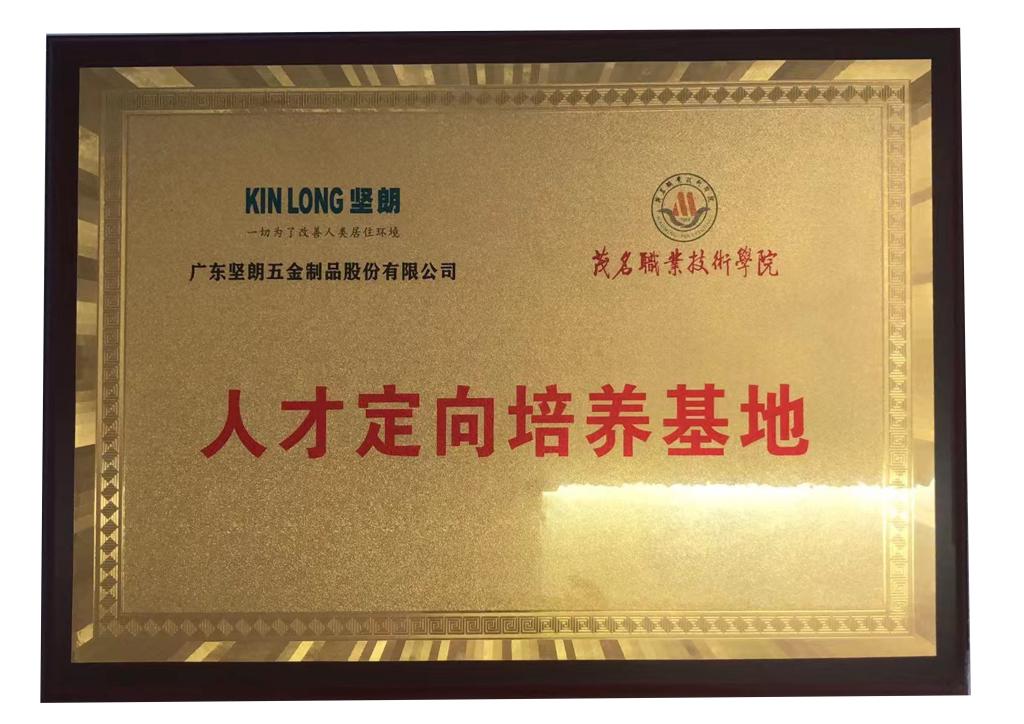 KIN LONG 坚朗
一切为了改善人类居住环境
广东坚朗五金制品股份有限公司
茂名職業技術學院
人才定向培养基地